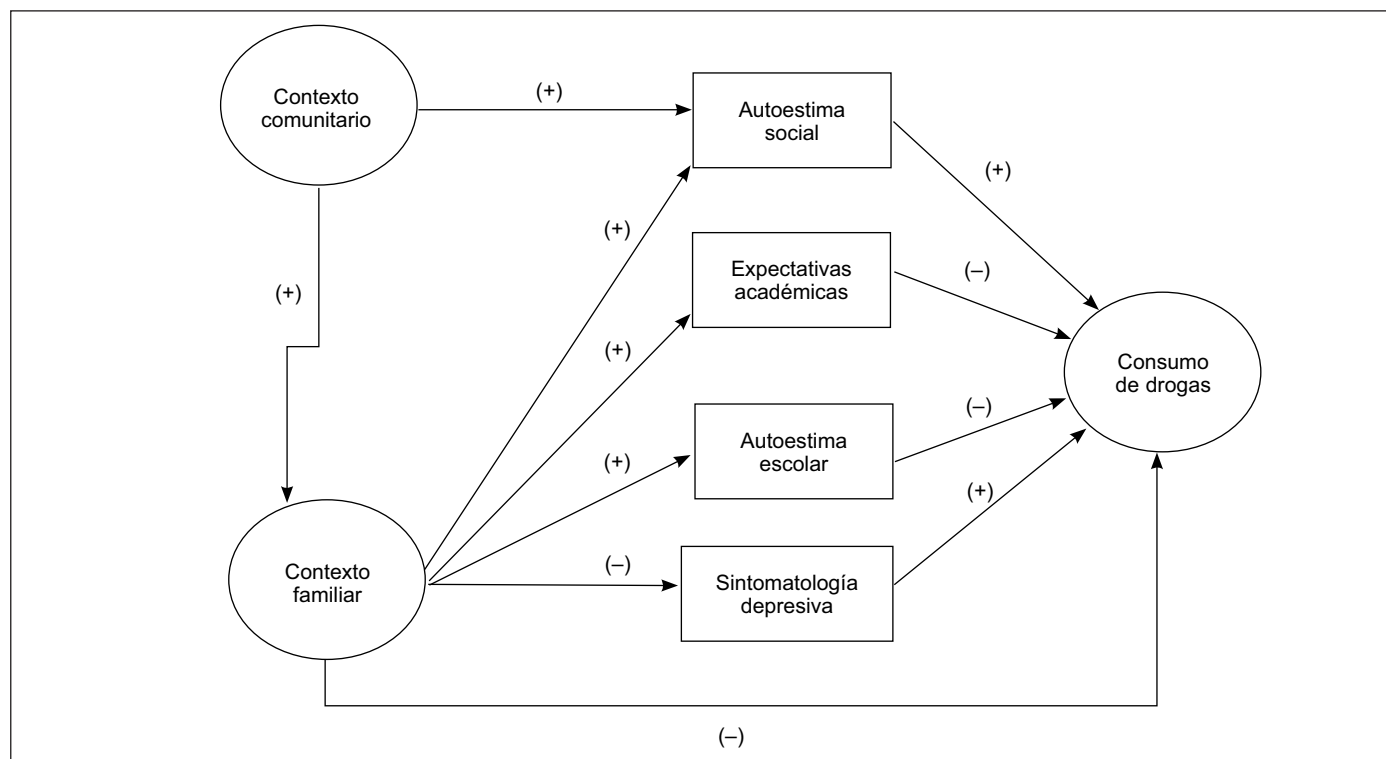 Contexto
comunitario
(+)
Autoestima
social
(+)
(+)
(+)
Expectativas
académicas
(–)
(+)
Consumo
de drogas
Autoestima
escolar
(–)
(+)
(+)
Contexto
familiar
(–)
Sintomatología
depresiva
(–)